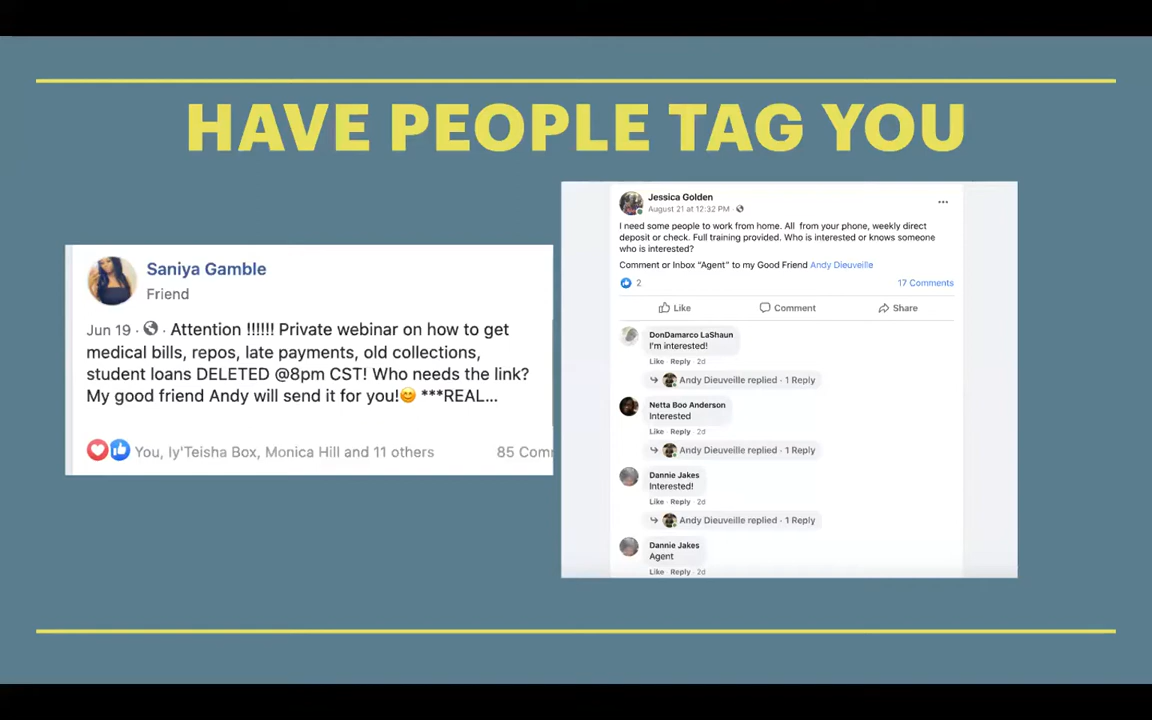 HAVE PEOPLE TAG YOU
Saniya Gamble
Friend
Jun 19 · Attention !!!!!! Private webinar on how to get
medical bills, repos, late payments, old collections,
student loans DELETED @8pm CST! Who needs the link?
My good friend Andy will send it for you!😊 ***REAL...
You, Iy'Teisha Box, Monica Hill and 11 others 85 Com
Jessica Golden
August 21 at 12:32 PM ·
...
I need some people to work from home. All from your phone, weekly direct
deposit or check. Full training provided. Who is interested or knows someone
who is interested?
Comment or Inbox “Agent” to my Good Friend Andy Dieuveille
2 17 Comments
Like Comment Share
DonDamarco LaShaun
I'm interested!
Like · Reply · 2d
Andy Dieuveille replied · 1 Reply
Netta Boo Anderson
Interested
Like · Reply · 2d
Andy Dieuveille replied · 1 Reply
Dannie Jakes
Interested!
Like · Reply · 2d
Andy Dieuveille replied · 1 Reply
Dannie Jakes
Agent
Like · Reply · 2d